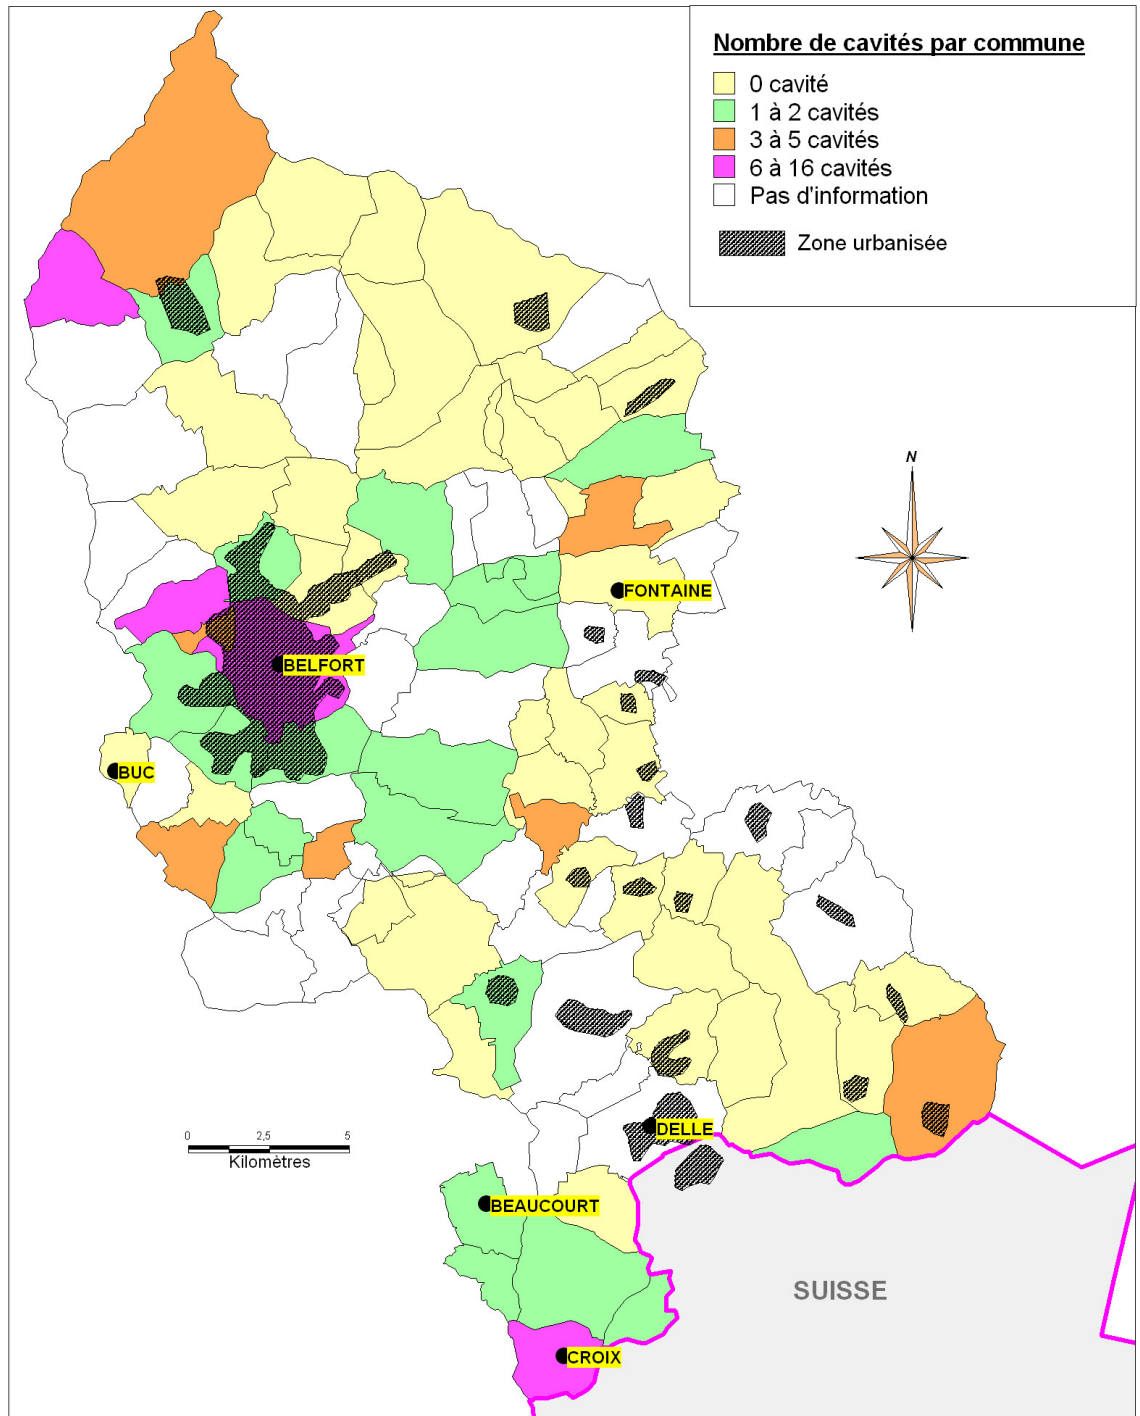 Nombre de cavités par commune
0 cavité
1 à 2 cavités
3 à 5 cavités
6 à 16 cavités
Pas d'information
Zone urbanisée
N
FONTAINE
BELFORT
BUC
0 2,5 5
Kilomètres
DELLE
BEAUCOURT
SUISSE
CROIX